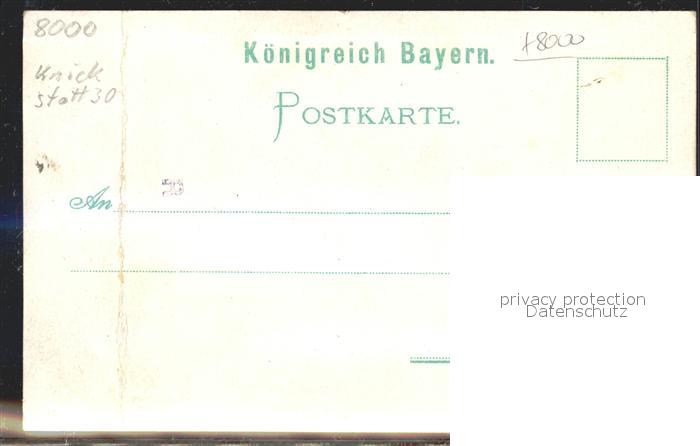 8000
+8000
Königreich Bayern.
Knick
statt 30
POSTKARTE.
An
privacy protection
Datenschutz